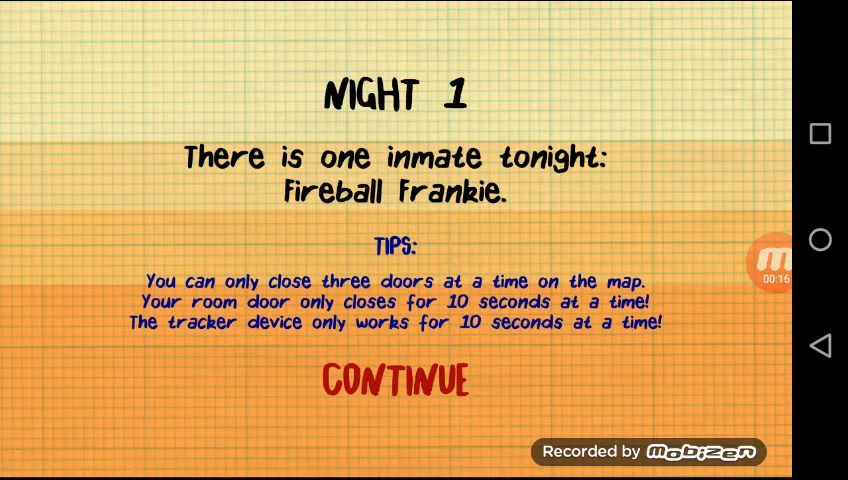 NIGHT 1
There is one inmate tonight:
Fireball Frankie.
TIPS:
You can only close three doors at a time on the map.
Your room door only closes for 10 seconds at a time!
The tracker device only works for 10 seconds at a time!
CONTINUE
00:16
Recorded by mobizen